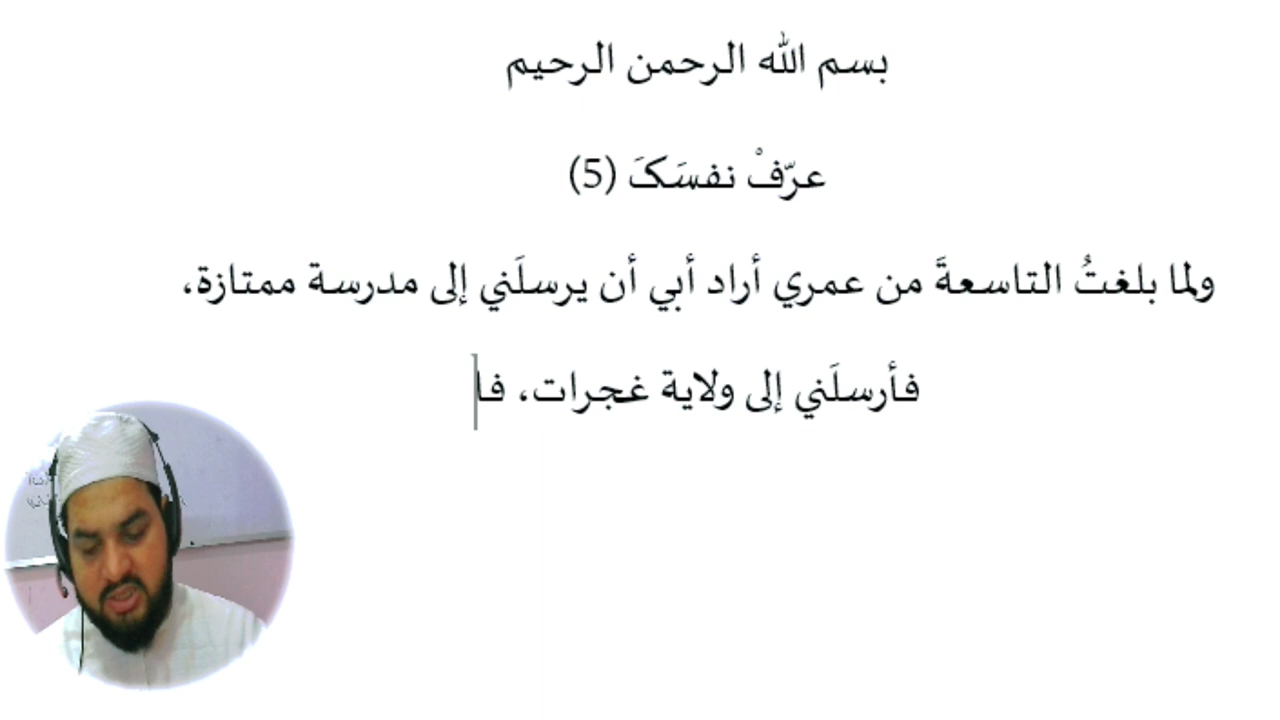 بسم الله الرحمن الرحيم
عرّفْ نفسَکَ (5)
ولما بلغتُ التاسعةَ من عمري أراد أبي أن يرسلَني إلى مدرسة ممتازة،
فأرسلَني إلى ولاية غجرات، فا